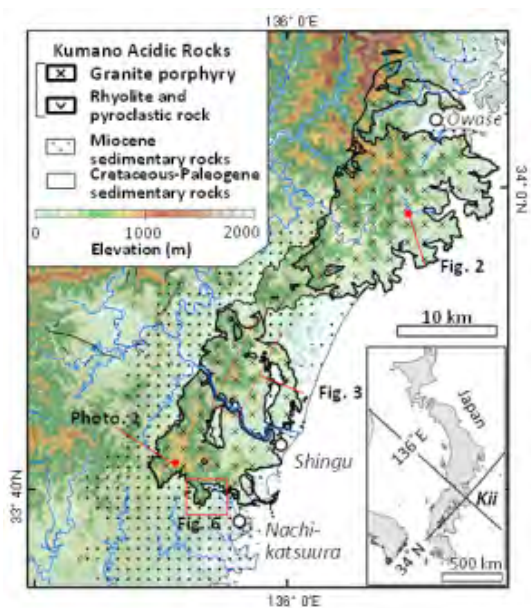 136° 0'E
Kumano Acidic Rocks
Granite porphyry
Rhyolite and
pyroclastic rock
Miocene
sedimentary rocks
Cretaceous-Paleogene
sedimentary rocks
0 1000 2000
Elevation (m)
Owase
34° 0'N
Fig. 2
10 km
Fig. 3
Photo. 1
Shingu
33° 40'N
Fig. 6
Nachi-
katsuura
Japan
136°E
Kii
34°N
500 km
136° 0'E